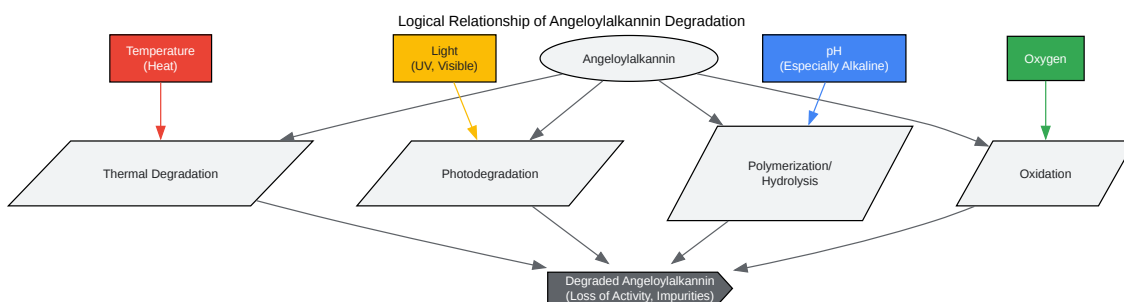 Logical Relationship of Angeloylalkannin Degradation
Temperature
(Heat)
Light
(UV, Visible)
Angeloylalkannin
pH
(Especially Alkaline)
Oxygen
Thermal Degradation
Photodegradation
Polymerization/
Hydrolysis
Oxidation
Degraded Angeloylalkannin
(Loss of Activity, Impurities)